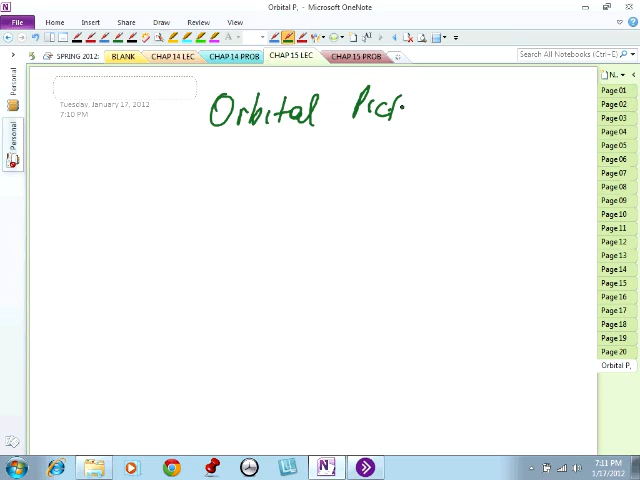 Orbital P, - Microsoft OneNote
File Home Insert Draw Review View
SPRING 2012: BLANK CHAP 14 LEC CHAP 14 PROB CHAP 15 LEC CHAP 15 PROB
Search All Notebooks (Ctrl+E)
Personal
Personal
Tuesday, January 17, 2012
7:10 PM
Orbital Pict
N..
Page 01
Page 02
Page 03
Page 04
Page 05
Page 06
Page 07
Page 08
Page 09
Page 10
Page 11
Page 12
Page 13
Page 14
Page 15
Page 16
Page 17
Page 18
Page 19
Page 20
Orbital P,
7:11 PM
1/17/2012